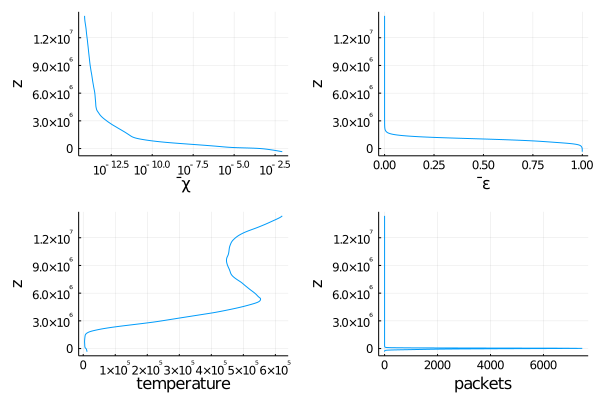 1.2×10⁷ 1.2×10⁷
9.0×10⁶ 9.0×10⁶
z z
6.0×10⁶ 6.0×10⁶
3.0×10⁶ 3.0×10⁶
0 0
10⁻¹²·⁵ 10⁻¹⁰·⁰ 10⁻⁷·⁵ 10⁻⁵·⁰ 10⁻²·⁵ 0.00 0.25 0.50 0.75 1.00
¯χ ¯ε
1.2×10⁷ 1.2×10⁷
9.0×10⁶ 9.0×10⁶
z z
6.0×10⁶ 6.0×10⁶
3.0×10⁶ 3.0×10⁶
0 0
0 1×10⁵ 2×10⁵ 3×10⁵ 4×10⁵ 5×10⁵ 6×10⁵ 0 2000 4000 6000
temperature packets